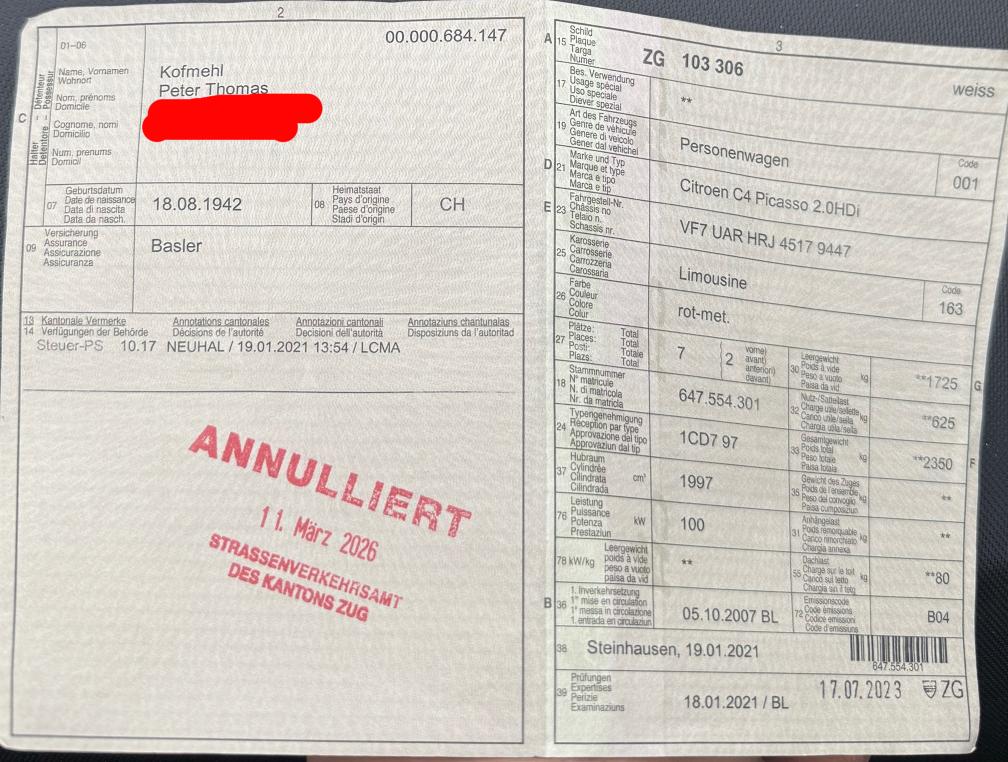 2
00.000.684.147
01-06
C
Halter Détenteur
Detentore Possessur
Name, Vornamen
Wohnort
Nom, prénoms
Domicile
Cognome, nomi
Domicilio
Num, prenums
Domicil
Kofmehl
Peter Thomas
07
Geburtsdatum
Date de naissance
Data di nascita
Data da nasch.
18.08.1942
08
Heimatstaat
Pays d'origine
Paese d'origine
Stadi d'origin
CH
09
Versicherung
Assurance
Assicurazione
Assicuranza
Basler
13 Kantonale Vermerke Annotations cantonales Annotazioni cantonali Annotaziuns chantunalas
14 Verfügungen der Behörde Décisions de l'autorité Decisioni dell'autorità Disposiziuns da l'autoritad
Steuer-PS 10.17 NEUHAL / 19.01.2021 13:54 / LCMA
ANNULLIERT
11. März 2026
STRASSENVERKEHRSAMT
DES KANTONS ZUG
3
A 15
Schild
Plaque
Targa
Numer
ZG 103 306
weiss
17
Bes. Verwendung
Usage spécial
Uso speciale
Diever spezial
**
19
Art des Fahrzeugs
Genre de véhicule
Genere di veicolo
Gener dal vehichel
Personenwagen
Code
001
D 21
Marke und Typ
Marque et type
Marca e tipo
Marca e tip
Citroen C4 Picasso 2.0HDi
E 23
Fahrgestell-Nr.
Châssis no
Telaio n.
Schassis nr.
VF7 UAR HRJ 4517 9447
25
Karosserie
Carrosserie
Carrozzeria
Carossaria
Limousine
Code
163
26
Farbe
Couleur
Colore
Colur
rot-met.
27
Plätze: Total
Places: Total
Posti: Totale
Plazs: Total
7
2
vorne)
avant)
anteriori)
davant)
30
Leergewicht
Poids à vide
Peso a vuoto
Paisa da vid
kg
**1725
G
18
Stammnummer
N° matricule
N. di matricola
Nr. da matricla
647.554.301
32
Nutz-/Sattellast
Charge utile/sellette
Carico utile/sella
Chargia utila/sella
kg
**625
24
Typengenehmigung
Réception par type
Approvazione del tipo
Approvaziun dal tip
1CD7 97
33
Gesamtgewicht
Poids total
Peso totale
Paisa totala
kg
**2350
F
37
Hubraum
Cylindrée
Cilindrata
Cilindrada
cm³
1997
35
Gewicht des Zuges
Poids de l'ensemble
Peso del convoglio
Paisa cumposiziun
kg
**
76
Leistung
Puissance
Potenza
Prestaziun
kW
100
31
Anhängelast
Poids remorquable
Carico rimorchiato
Chargia annexa
kg
**
78 kW/kg
Leergewicht
poids à vide
peso a vuoto
paisa da vid
**
55
Dachlast
Charge sur le toit
Carico sul tetto
Chargia sin il tetg
kg
**80
B 36
1. Inverkehrsetzung
1re mise en circulation
1a messa in circolazione
1. entrada en circulaziun
05.10.2007 BL
72
Emissionscode
Code émissions
Codice emissioni
Code d'emissiuns
B04
38
Steinhausen, 19.01.2021
647.554.301
39
Prüfungen
Expertises
Perizie
Examinaziuns
18.01.2021 / BL
17.07.2023 ZG